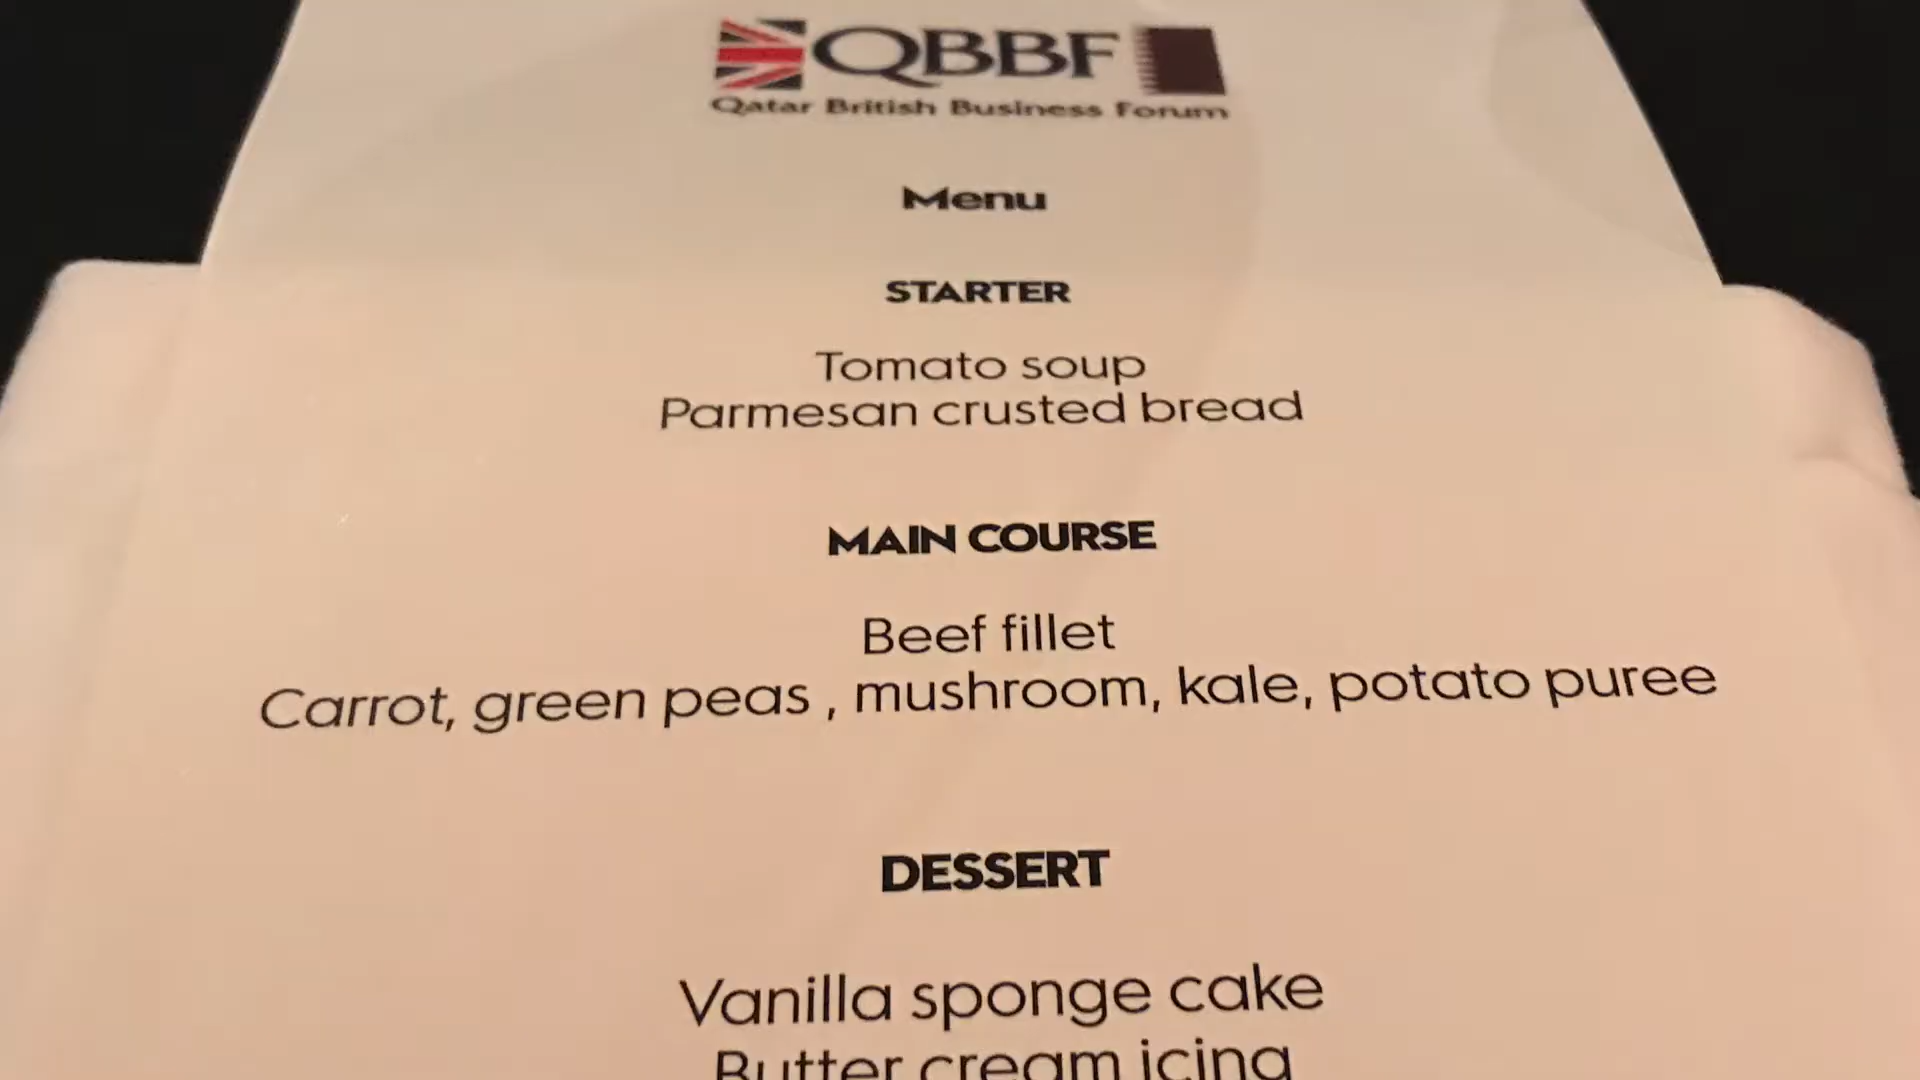 QBBF
Qatar British Business Forum
Menu
STARTER
Tomato soup
Parmesan crusted bread
MAIN COURSE
Beef fillet
Carrot, green peas , mushroom, kale, potato puree
DESSERT
Vanilla sponge cake
Butter cream icing